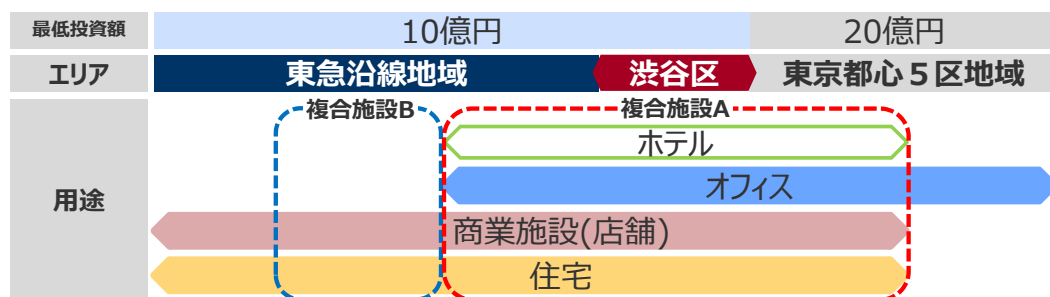 最低投資額
10億円
20億円
エリア
東急沿線地域
渋谷区
東京都心５区地域
用途
複合施設B
複合施設A
ホテル
オフィス
商業施設(店舗)
住宅